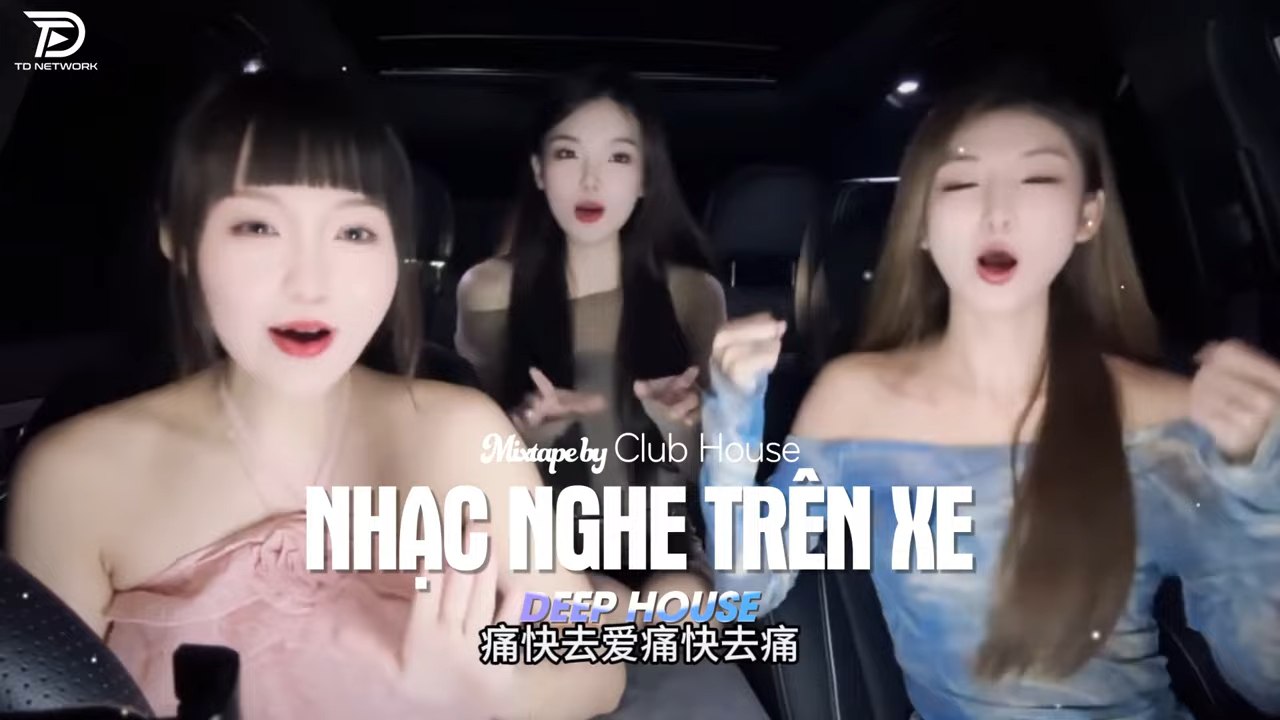 TD NETWORK
Mixtape by Club House
NHẠC NGHE TRÊN XE
DEEP HOUSE
痛快去爱痛快去痛